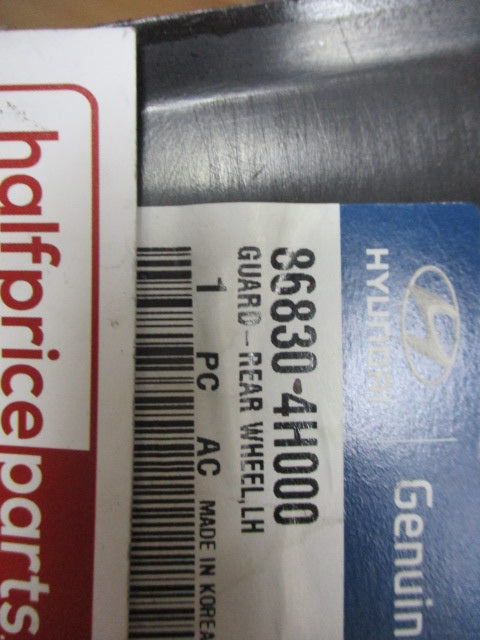 HYUNDAI
Genuin
86830-4H000
GUARD-REAR WHEEL,LH
1 PC AC MADE IN KOREA
halfpriceparts